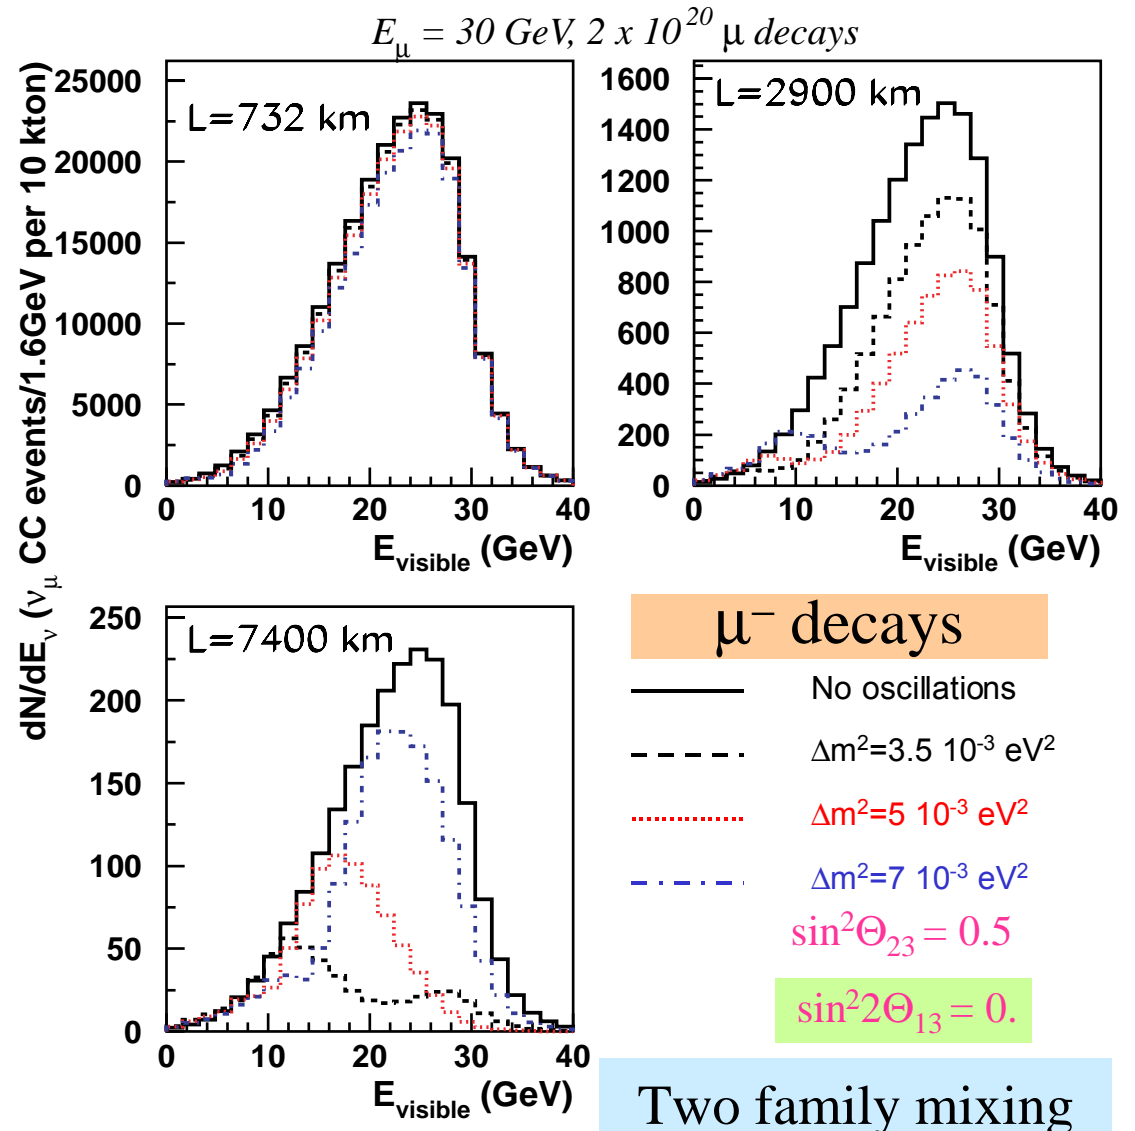 E_μ = 30 GeV, 2 x 10^20 μ decays
dN/dE_ν (ν_μ CC events/1.6GeV per 10 kton)
L=732 km
25000
20000
15000
10000
5000
0
0 10 20 30 40
E_visible (GeV)
L=2900 km
1600
1400
1200
1000
800
600
400
200
0
0 10 20 30 40
E_visible (GeV)
L=7400 km
250
200
150
100
50
0
0 10 20 30 40
E_visible (GeV)
μ⁻ decays
No oscillations
Δm²=3.5 10⁻³ eV²
Δm²=5 10⁻³ eV²
Δm²=7 10⁻³ eV²
sin²Θ₂₃ = 0.5
sin²2Θ₁₃ = 0.
Two family mixing